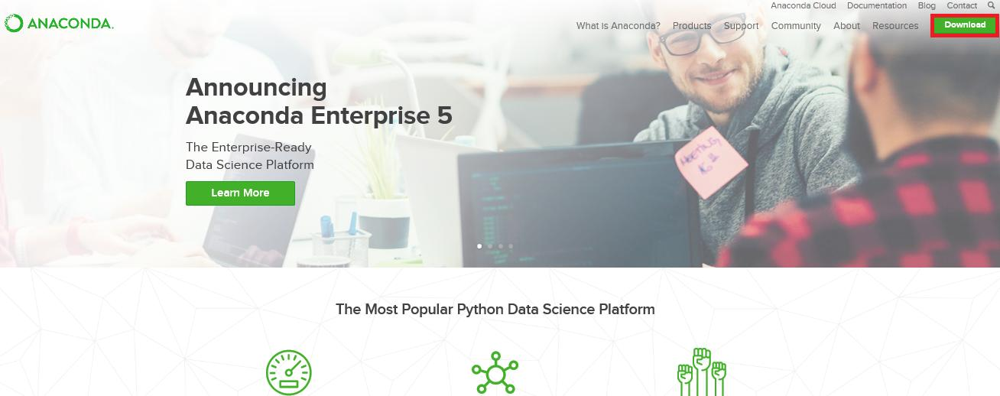 Anaconda Cloud Documentation Blog Contact
ANACONDA.
What is Anaconda? Products Support Community About Resources Download
Announcing
Anaconda Enterprise 5
The Enterprise-Ready
Data Science Platform
Learn More
MEETING
The Most Popular Python Data Science Platform